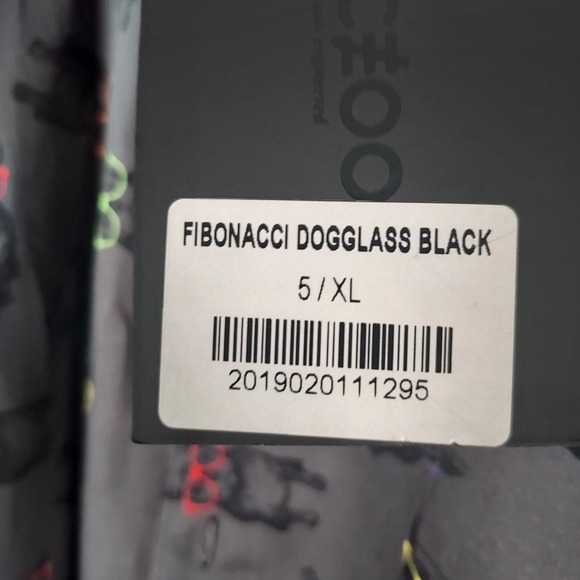 FIBONACCI DOGGLASS BLACK
5 / XL
2019020111295